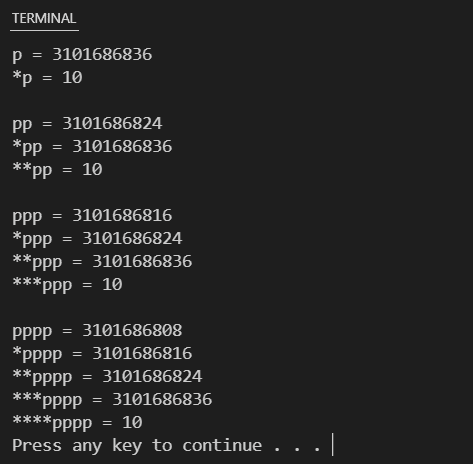 TERMINAL
p = 3101686836
*p = 10
pp = 3101686824
*pp = 3101686836
**pp = 10
ppp = 3101686816
*ppp = 3101686824
**ppp = 3101686836
***ppp = 10
pppp = 3101686808
*pppp = 3101686816
**pppp = 3101686824
***pppp = 3101686836
****pppp = 10
Press any key to continue . . .